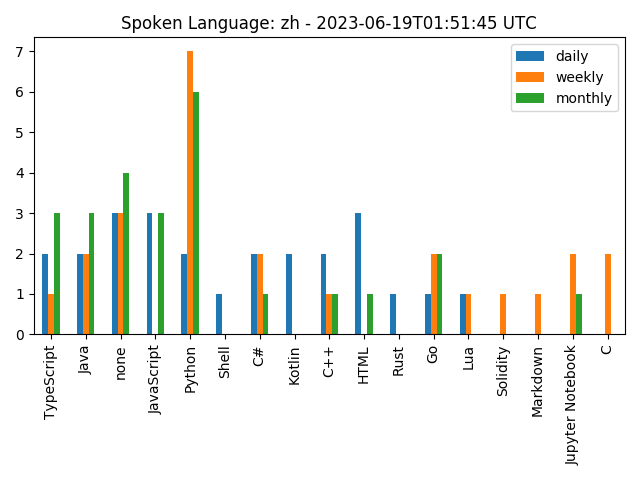 Spoken Language: zh - 2023-06-19T01:51:45 UTC
daily
weekly
monthly
7
6
5
4
3
2
1
0
TypeScript
Java
none
JavaScript
Python
Shell
C#
Kotlin
C++
HTML
Rust
Go
Lua
Solidity
Markdown
Jupyter Notebook
C